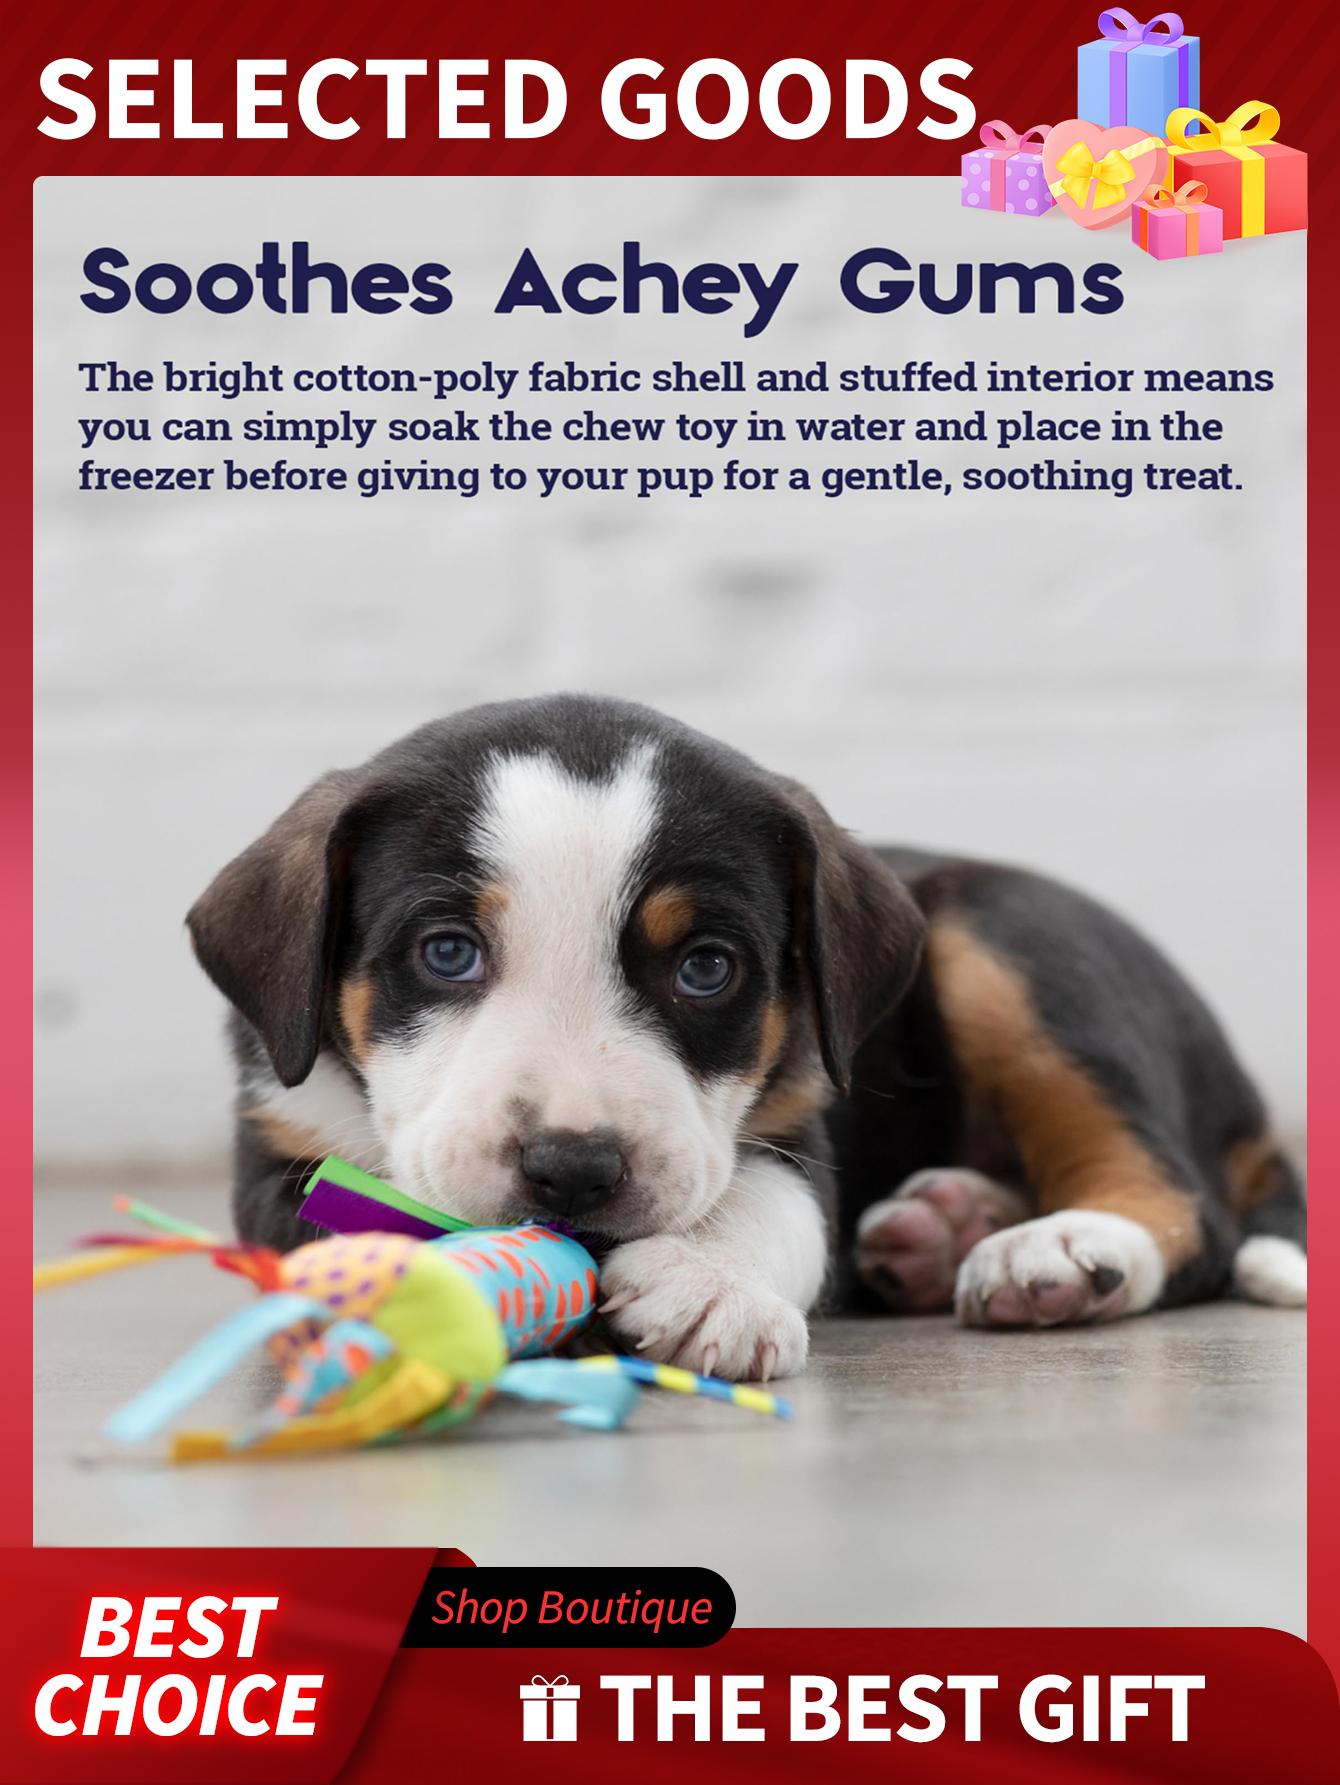 SELECTED GOODS
Soothes Achey Gums
The bright cotton-poly fabric shell and stuffed interior means
you can simply soak the chew toy in water and place in the
freezer before giving to your pup for a gentle, soothing treat.
BEST
CHOICE
Shop Boutique
THE BEST GIFT